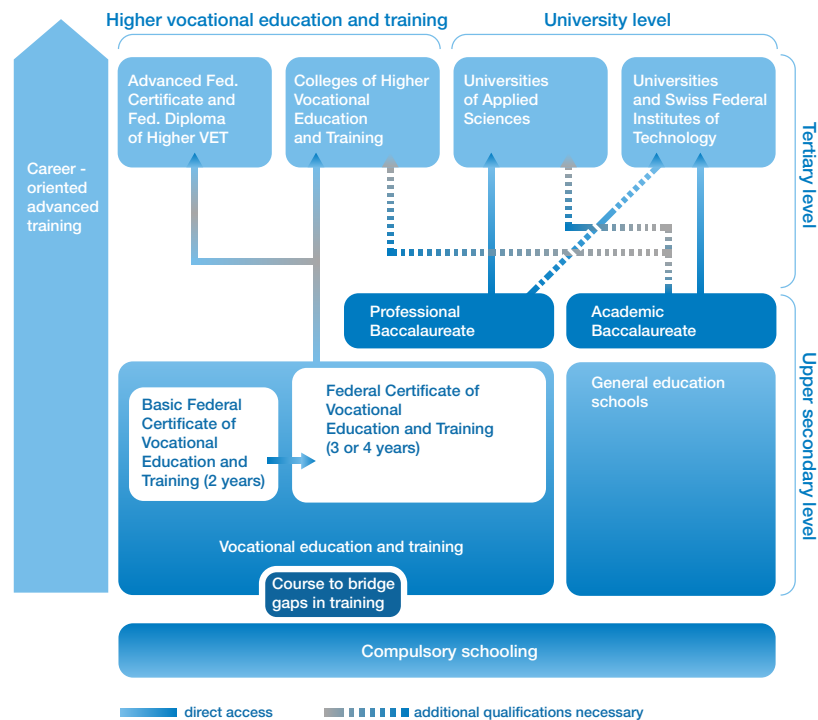 Higher vocational education and training
University level
Advanced Fed.
Certificate and
Fed. Diploma
of Higher VET
Colleges of Higher
Vocational
Education
and Training
Universities
of Applied
Sciences
Universities
and Swiss Federal
Institutes of
Technology
Tertiary level
Career -
oriented
advanced
training
Professional
Baccalaureate
Academic
Baccalaureate
Upper secondary level
Basic Federal
Certificate of
Vocational
Education and
Training (2 years)
Federal Certificate of
Vocational
Education and Training
(3 or 4 years)
General education
schools
Vocational education and training
Course to bridge
gaps in training
Compulsory schooling
direct access
additional qualifications necessary